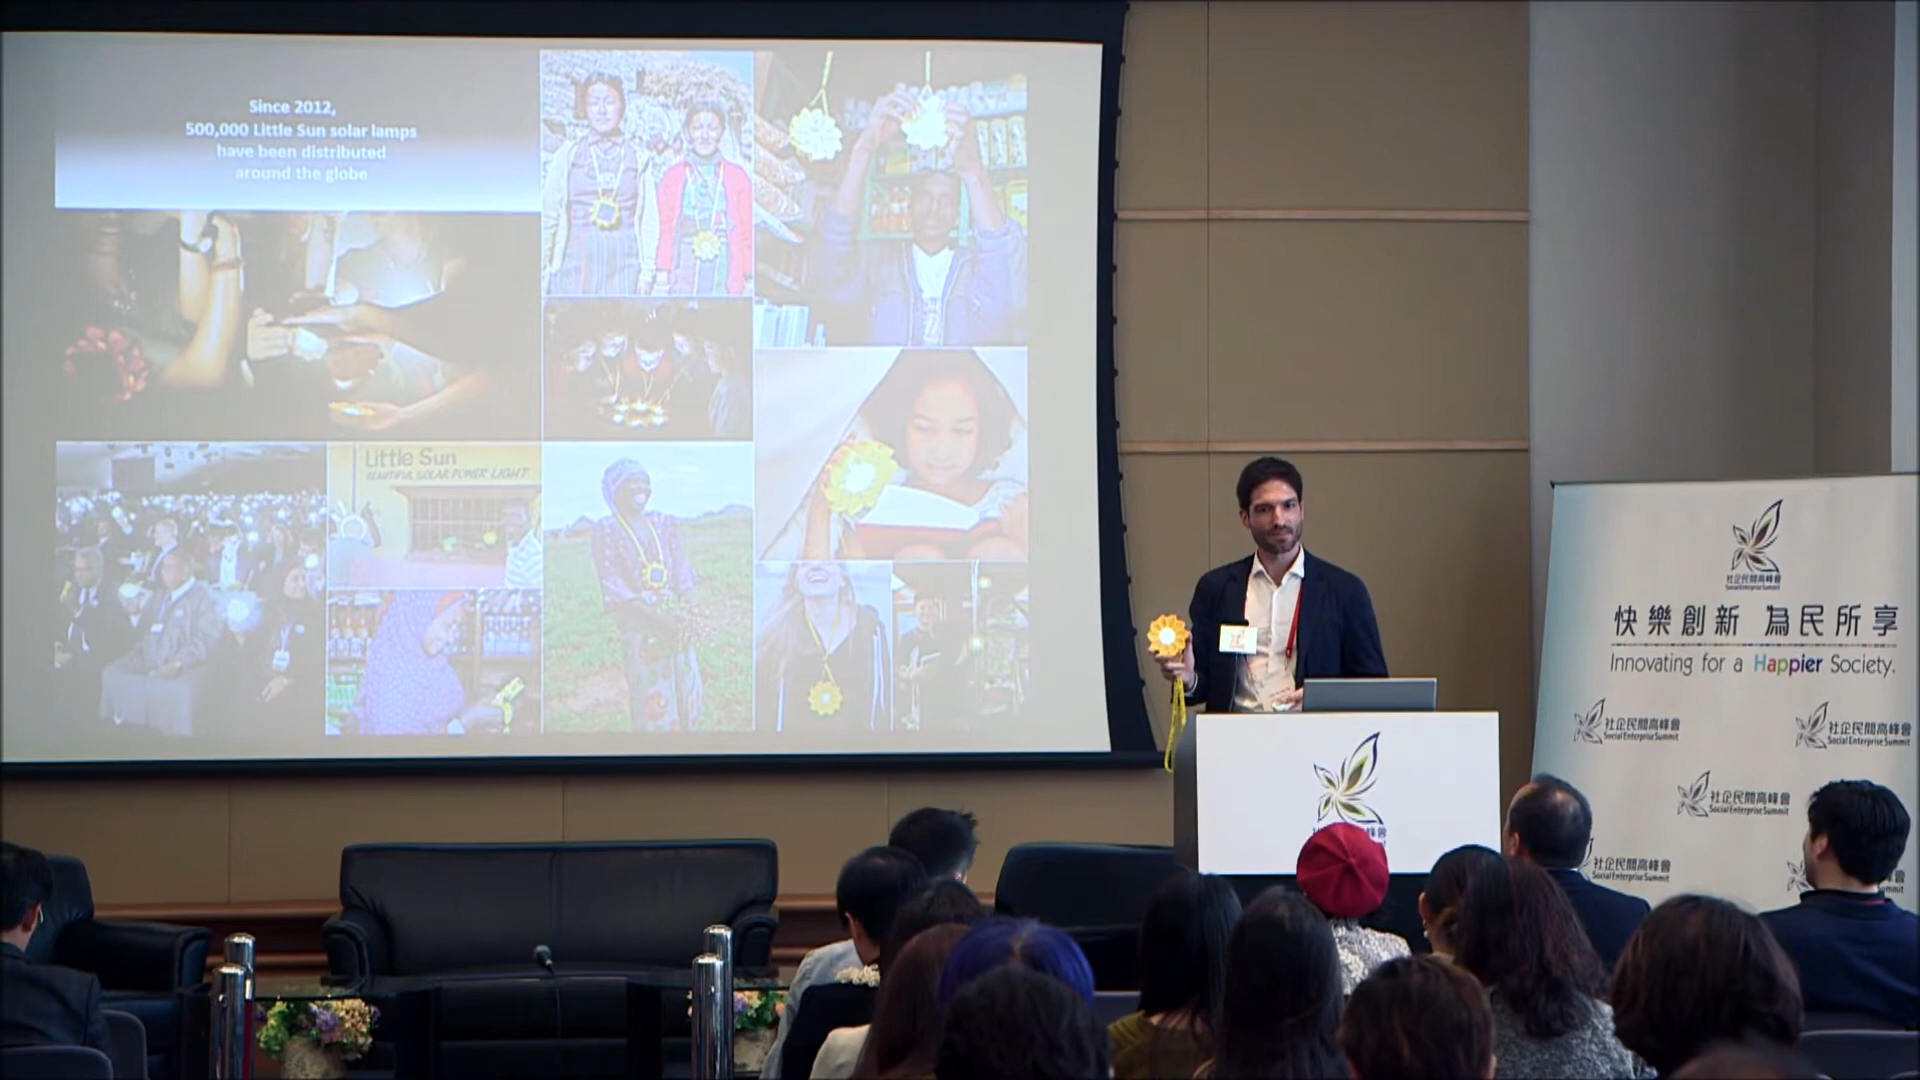 Since 2012,
500,000 Little Sun solar lamps
have been distributed
around the globe
Little Sun
BEAUTIFUL SOLAR POWER LIGHT
社企民間高峰會
Social Enterprise Summit
快樂創新 為民所享
Innovating for a Happier Society.
社企民間高峰會
Social Enterprise Summit
社企民間高峰會
Social Enterprise Summit
社企民間高峰會
Social Enterprise Summit
社企民間高峰會
Social Enterprise Summit